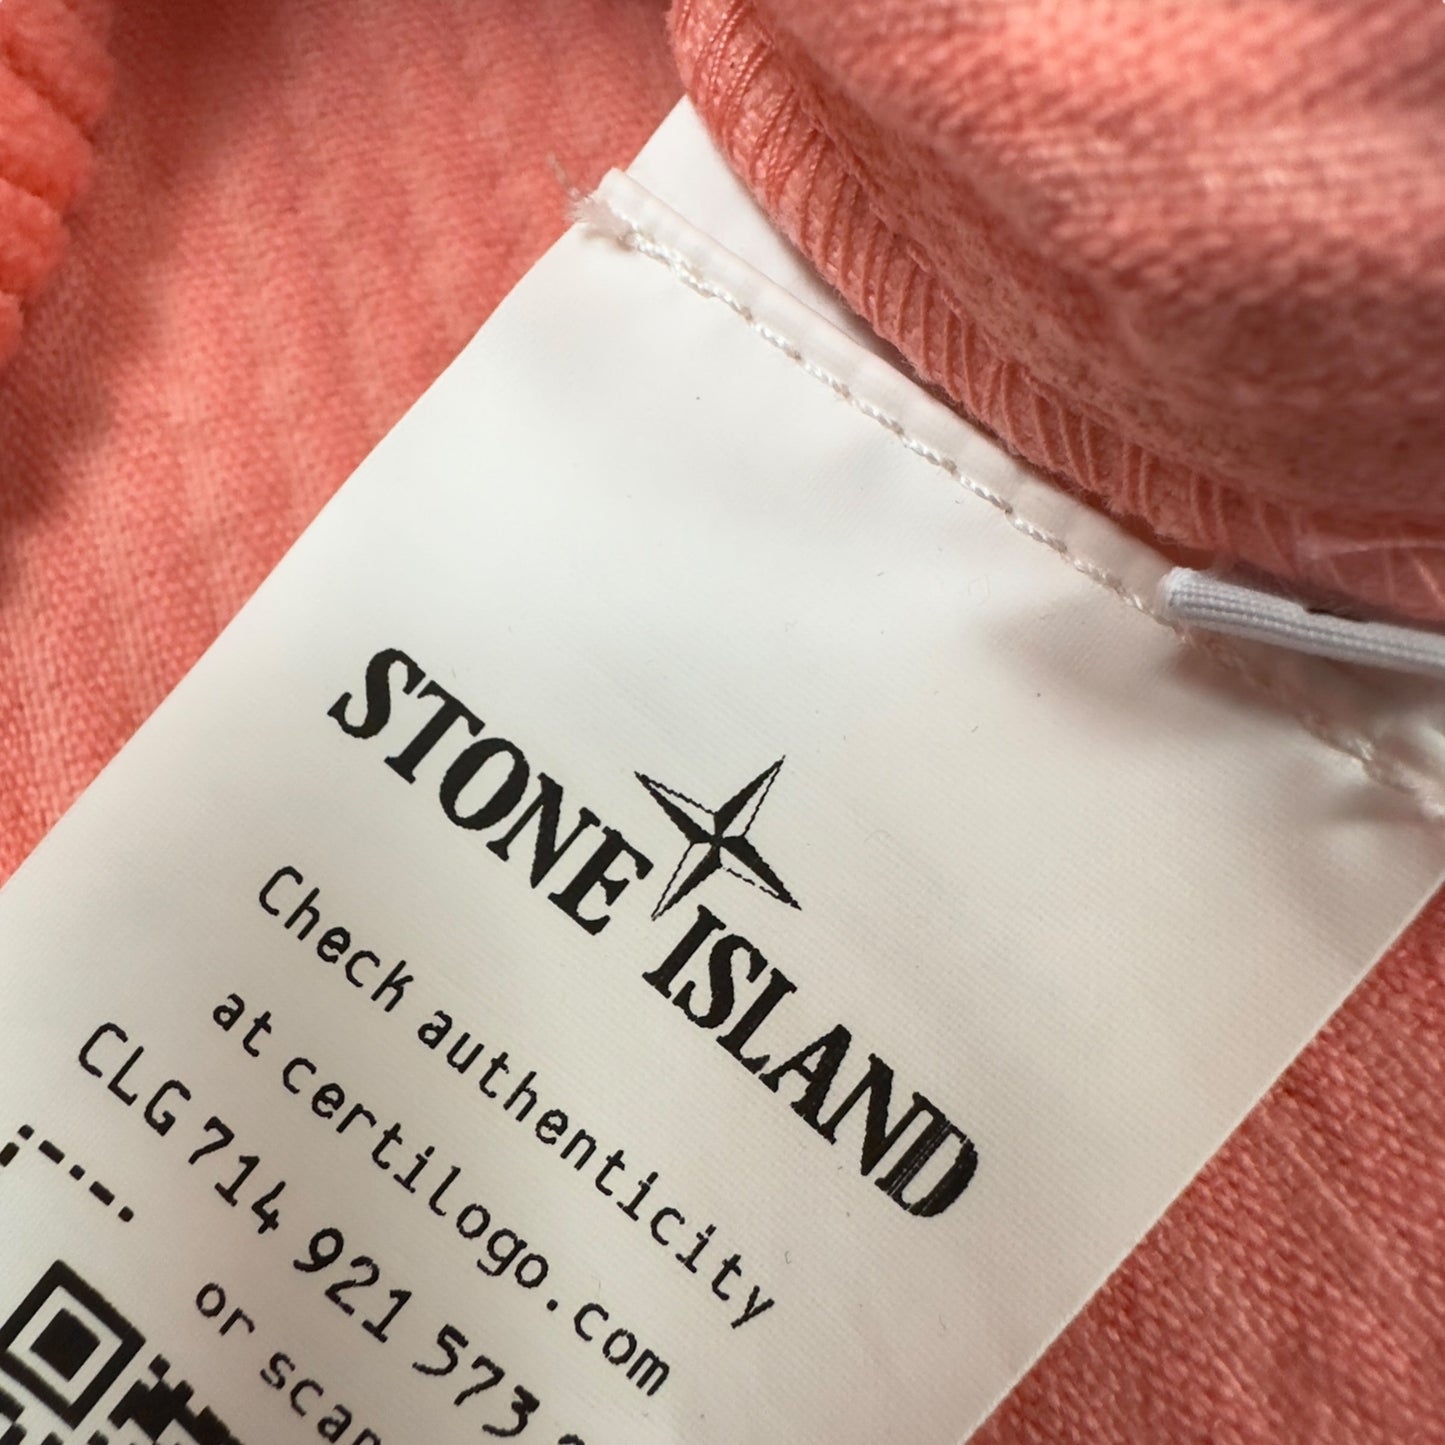 STONE ISLAND
Check authenticity
at certilogo.com
CLG 714 921 573
or scan